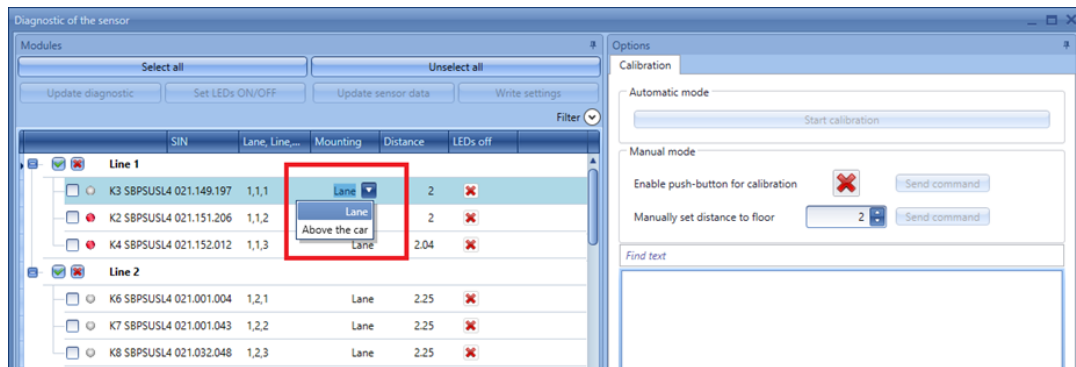 Diagnostic of the sensor
Modules
Select all Unselect all
Update diagnostic Set LEDs ON/OFF Update sensor data Write settings
Filter
SIN Lane, Line,... Mounting Distance LEDs off
Line 1
K3 SBPSUSL4 021.149.197 1,1,1 Lane 2
K2 SBPSUSL4 021.151.206 1,1,2 Lane 2
K4 SBPSUSL4 021.152.012 1,1,3 Above the car Lane 2.04
Line 2
K6 SBPSUSL4 021.001.004 1,2,1 Lane 2.25
K7 SBPSUSL4 021.001.043 1,2,2 Lane 2.25
K8 SBPSUSL4 021.032.048 1,2,3 Lane 2.25
Options
Calibration
Automatic mode
Start calibration
Manual mode
Enable push-button for calibration Send command
Manually set distance to floor 2 Send command
Find text